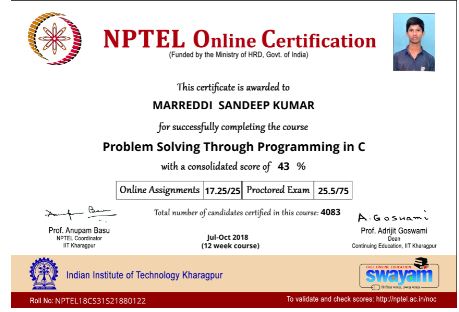 NPTEL Online Certification
(Funded by the Ministry of HRD, Govt. of India)
This certificate is awarded to
MARREDDI SANDEEP KUMAR
for successfully completing the course
Problem Solving Through Programming in C
with a consolidated score of 43 %
Online Assignments 17.25/25 Proctored Exam 25.5/75
Total number of candidates certified in this course: 4083
Anupam Basu
A. Goswami
Prof. Anupam Basu
NPTEL Coordinator
IIT Kharagpur
Jul-Oct 2018
(12 week course)
Prof. Adrijit Goswami
Dean
Continuing Education, IIT Kharagpur
Indian Institute of Technology Kharagpur
FREE ONLINE EDUCATION
swayam
Roll No: NPTEL18CS31S21880122
To validate and check scores: http://nptel.ac.in/noc